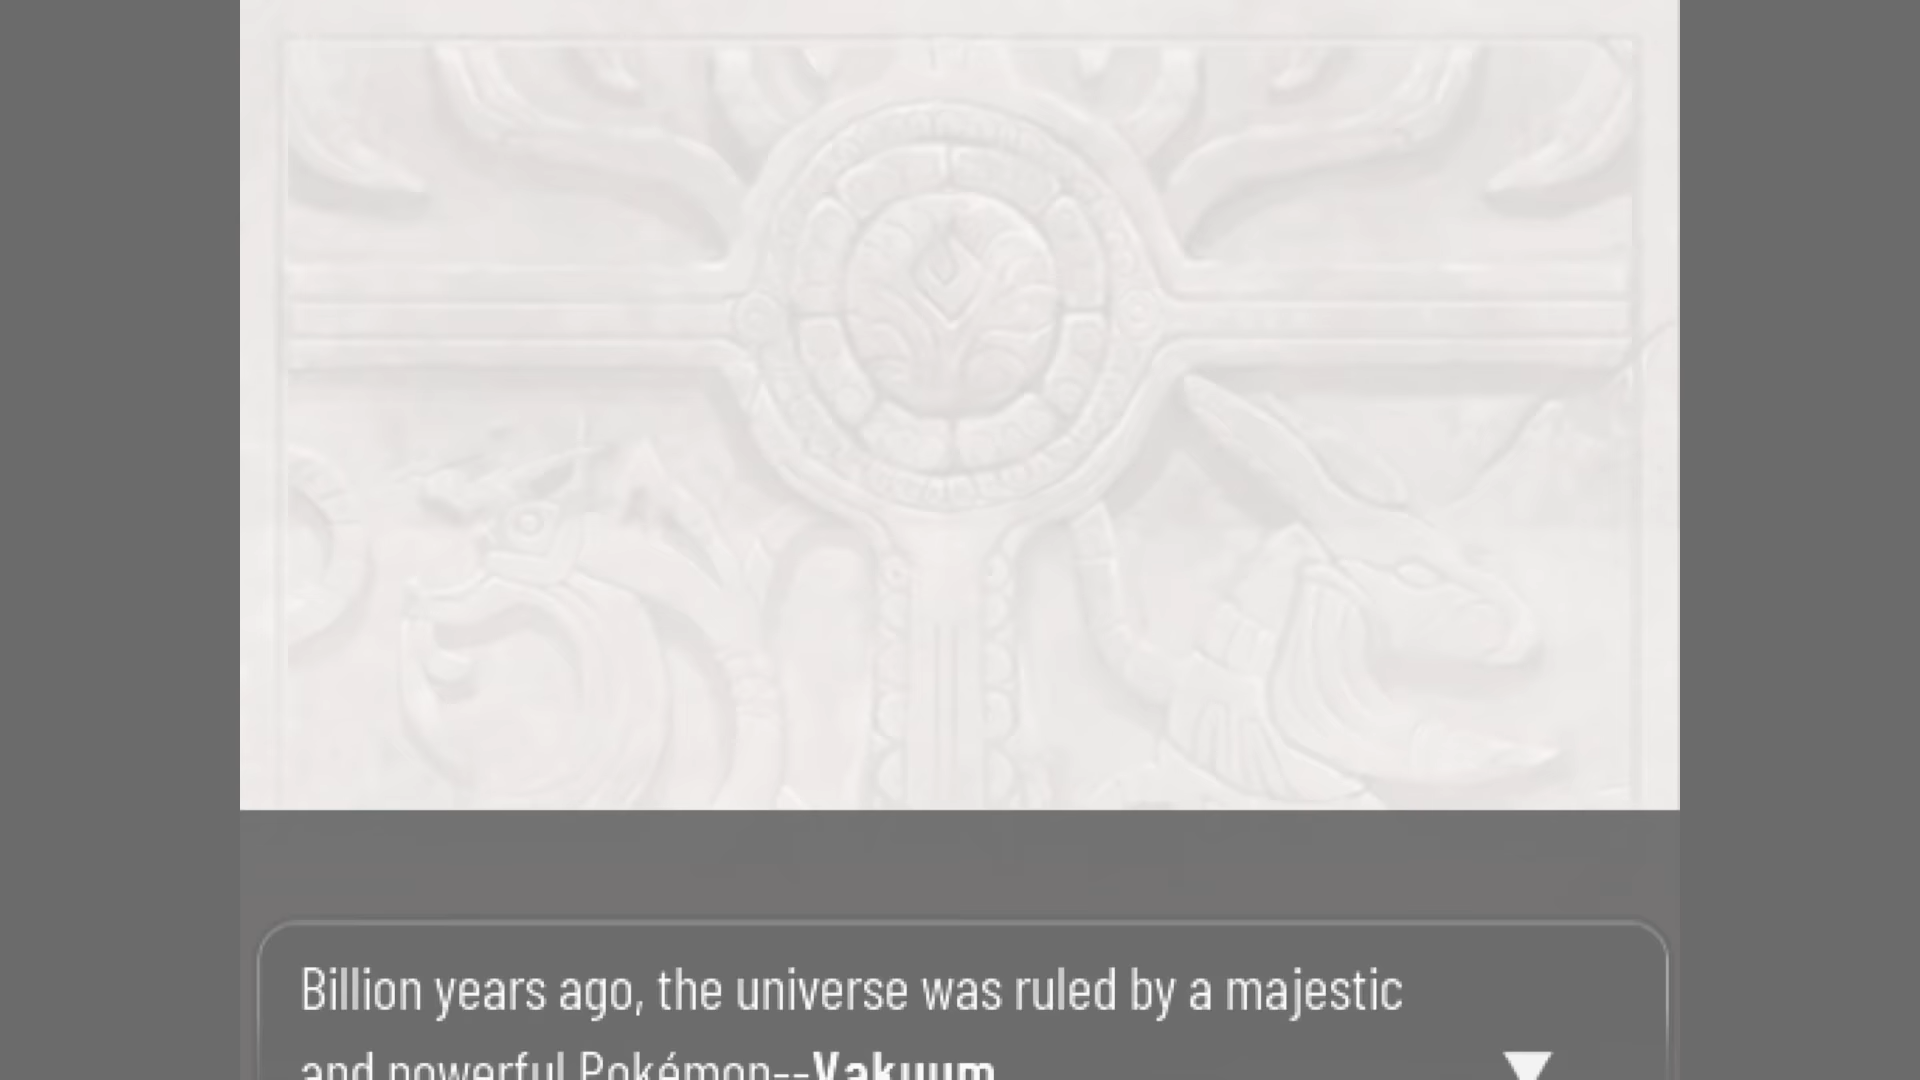 Billion years ago, the universe was ruled by a majestic
and powerful Pokémon--Vakuum